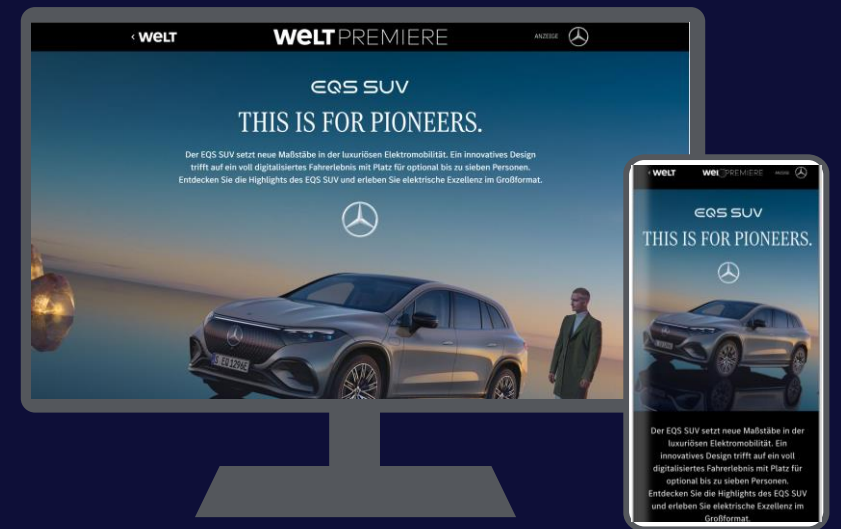 ‹ WELT
WELTPREMIERE
ANZEIGE
EQS SUV
THIS IS FOR PIONEERS.
Der EQS SUV setzt neue Maßstäbe in der luxuriösen Elektromobilität. Ein innovatives Design
trifft auf ein voll digitalisiertes Fahrerlebnis mit Platz für optional bis zu sieben Personen.
Entdecken Sie die Highlights des EQS SUV und erleben Sie elektrische Exzellenz im Großformat.
S EQ 1296E
‹ WELT
WELTPREMIERE
EQS SUV
THIS IS FOR PIONEERS.
Der EQS SUV setzt neue Maßstäbe in der
luxuriösen Elektromobilität. Ein
innovatives Design trifft auf ein voll
digitalisiertes Fahrerlebnis mit Platz für
optional bis zu sieben Personen.
Entdecken Sie die Highlights des EQS SUV
und erleben Sie elektrische Exzellenz im
Großformat.